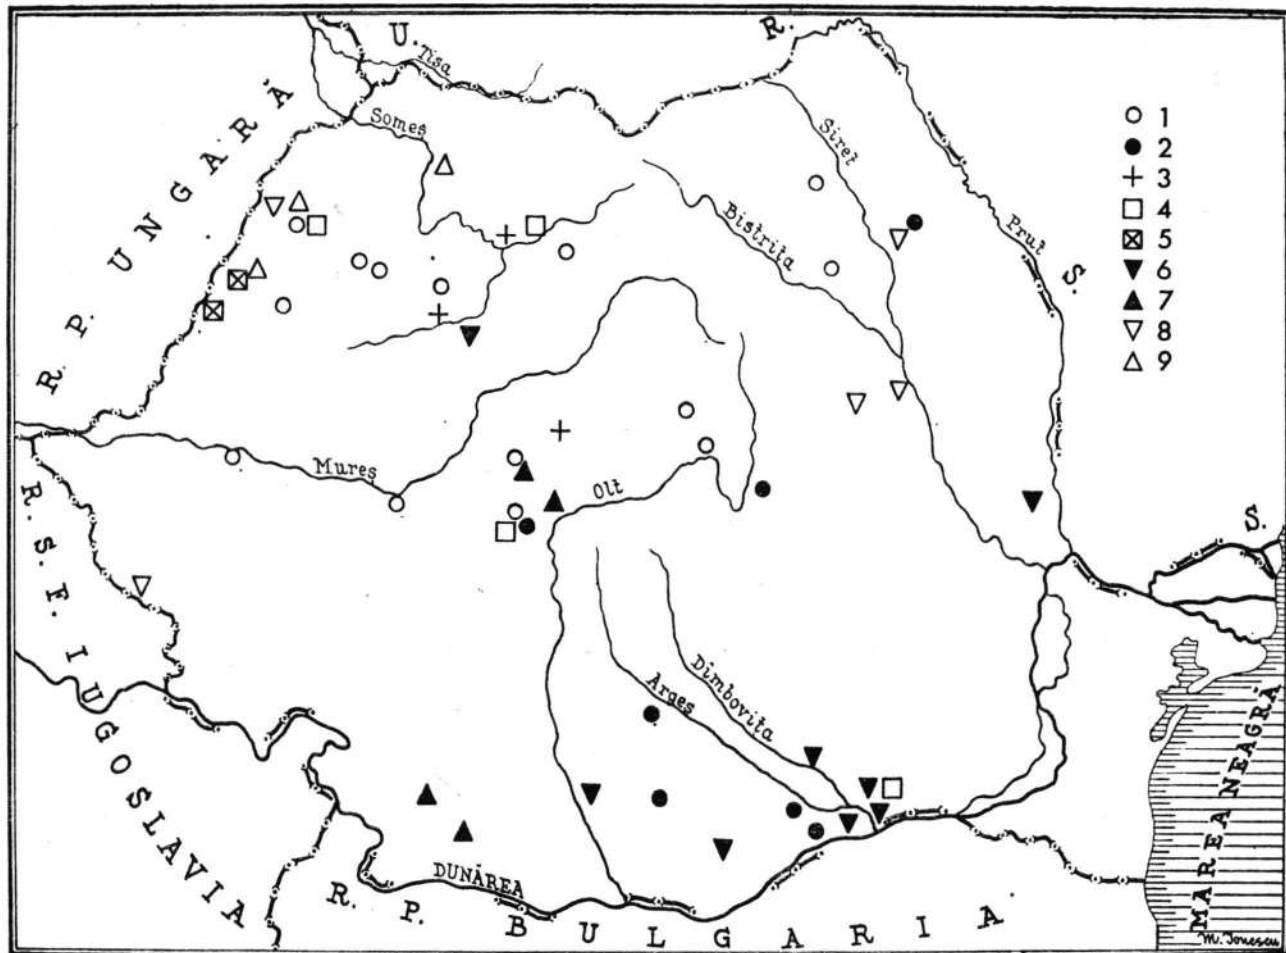 U. R. S. S.
Tisa
R. P. UNGARĂ
Someș
Siret
Bistrița
Prut
1
2
3
4
5
6
7
8
9
Mureș
Olt
R. S. F. IUGOSLAVIA
Argeș
Dîmbovița
DUNĂREA
R. P. BULGARIA
MAREA NEAGRĂ
M. Ionescu